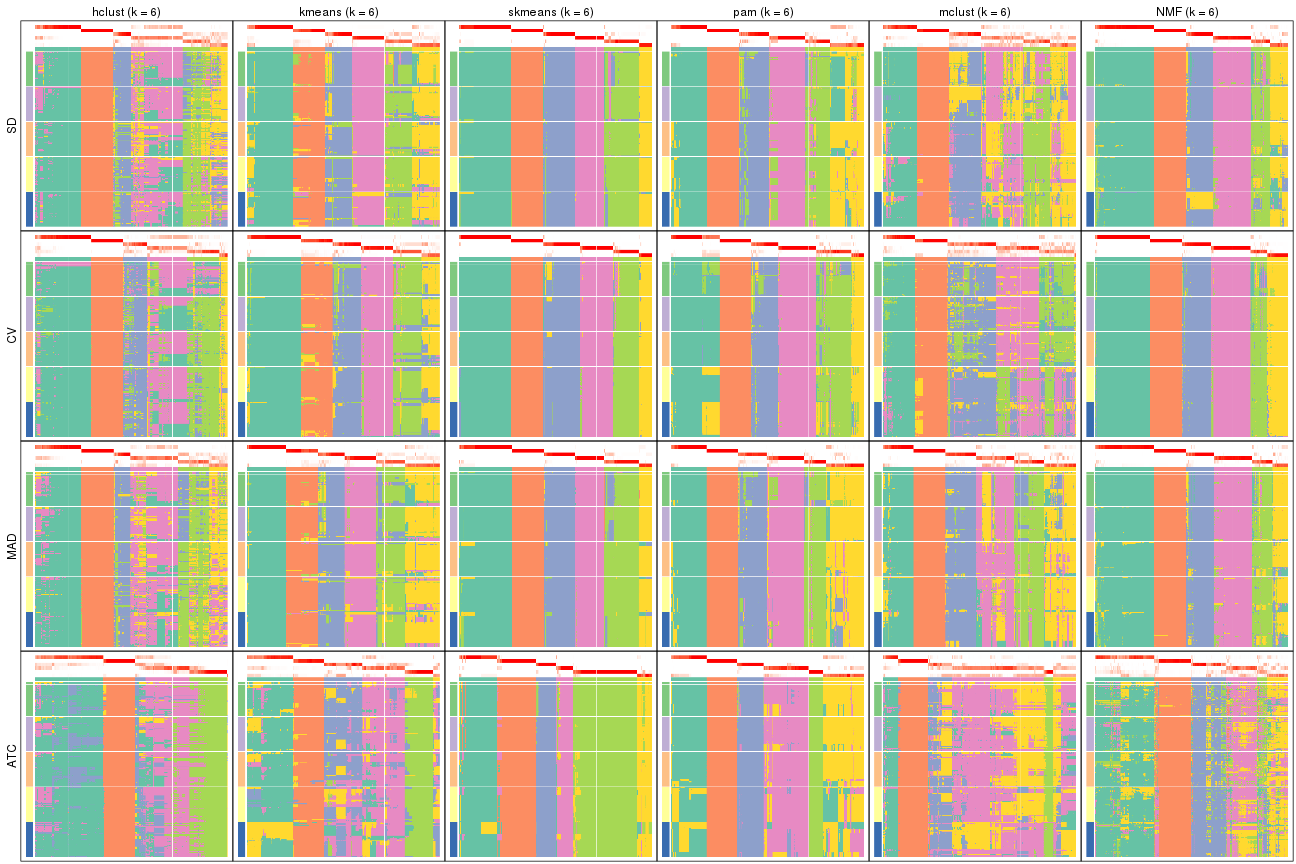 hclust (k = 6) kmeans (k = 6) skmeans (k = 6) pam (k = 6) mclust (k = 6) NMF (k = 6)
SD
CV
MAD
ATC